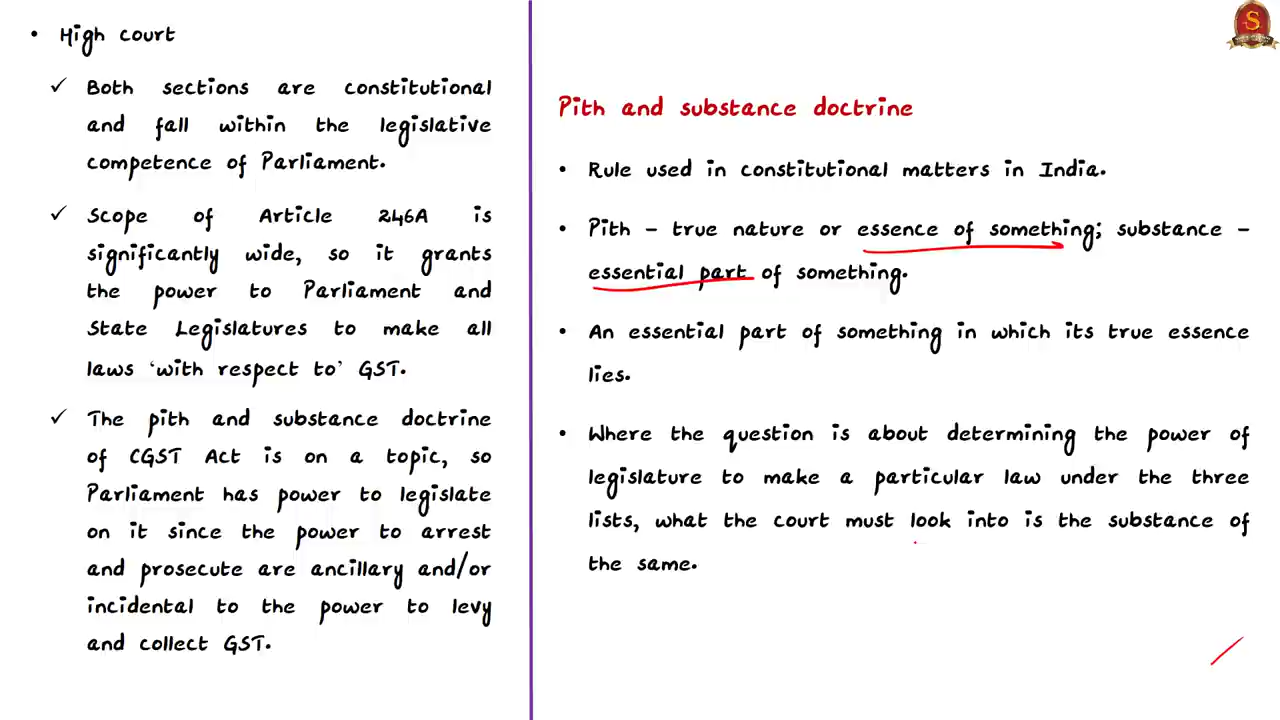 • High court
✓ Both sections are constitutional
and fall within the legislative
competence of Parliament.
✓ Scope of Article 246A is
significantly wide, so it grants
the power to Parliament and
State Legislatures to make all
laws 'with respect to' GST.
✓ The pith and substance doctrine
of CGST Act is on a topic, so
Parliament has power to legislate
on it since the power to arrest
and prosecute are ancillary and/or
incidental to the power to levy
and collect GST.
Pith and substance doctrine
• Rule used in constitutional matters in India.
• Pith – true nature or essence of something; substance –
essential part of something.
• An essential part of something in which its true essence
lies.
• Where the question is about determining the power of
legislature to make a particular law under the three
lists, what the court must look into is the substance of
the same.
S